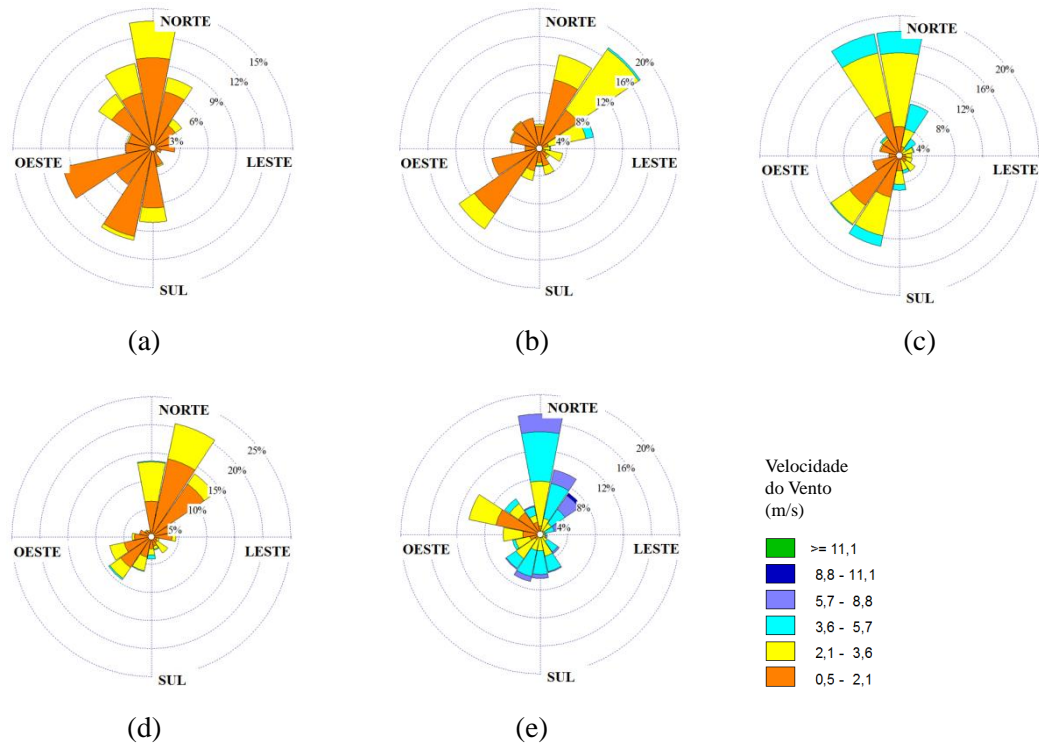 NORTE
15%
12%
9%
6%
3%
OESTE
LESTE
SUL
(a)
NORTE
20%
16%
12%
8%
4%
OESTE
LESTE
SUL
(b)
NORTE
20%
16%
12%
8%
4%
OESTE
LESTE
SUL
(c)
NORTE
25%
20%
15%
10%
5%
OESTE
LESTE
SUL
(d)
NORTE
20%
16%
12%
8%
4%
OESTE
LESTE
SUL
(e)
Velocidade
do Vento
(m/s)
>= 11,1
8,8 - 11,1
5,7 - 8,8
3,6 - 5,7
2,1 - 3,6
0,5 - 2,1